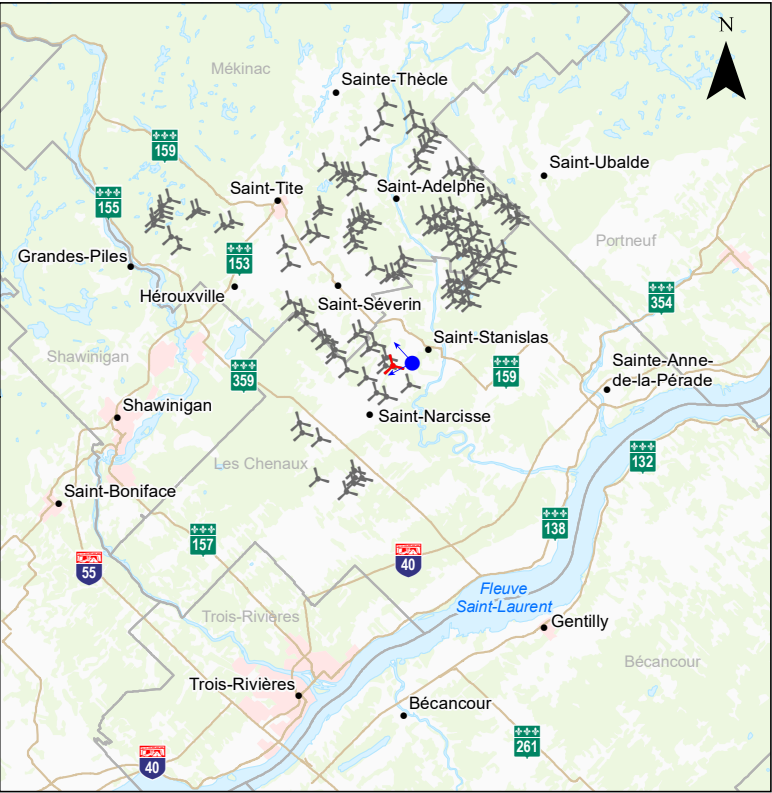 N
Mékinac
Sainte-Thècle
159
Saint-Ubalde
Saint-Tite
Saint-Adelphe
155
Portneuf
Grandes-Piles
153
Hérouxville
Saint-Séverin
354
Saint-Stanislas
Shawinigan
359
159
Sainte-Anne-
de-la-Pérade
Shawinigan
Saint-Narcisse
132
Les Chenaux
Saint-Boniface
138
157
40
55
Fleuve
Saint-Laurent
Trois-Rivières
Gentilly
Bécancour
Trois-Rivières
Bécancour
261
40